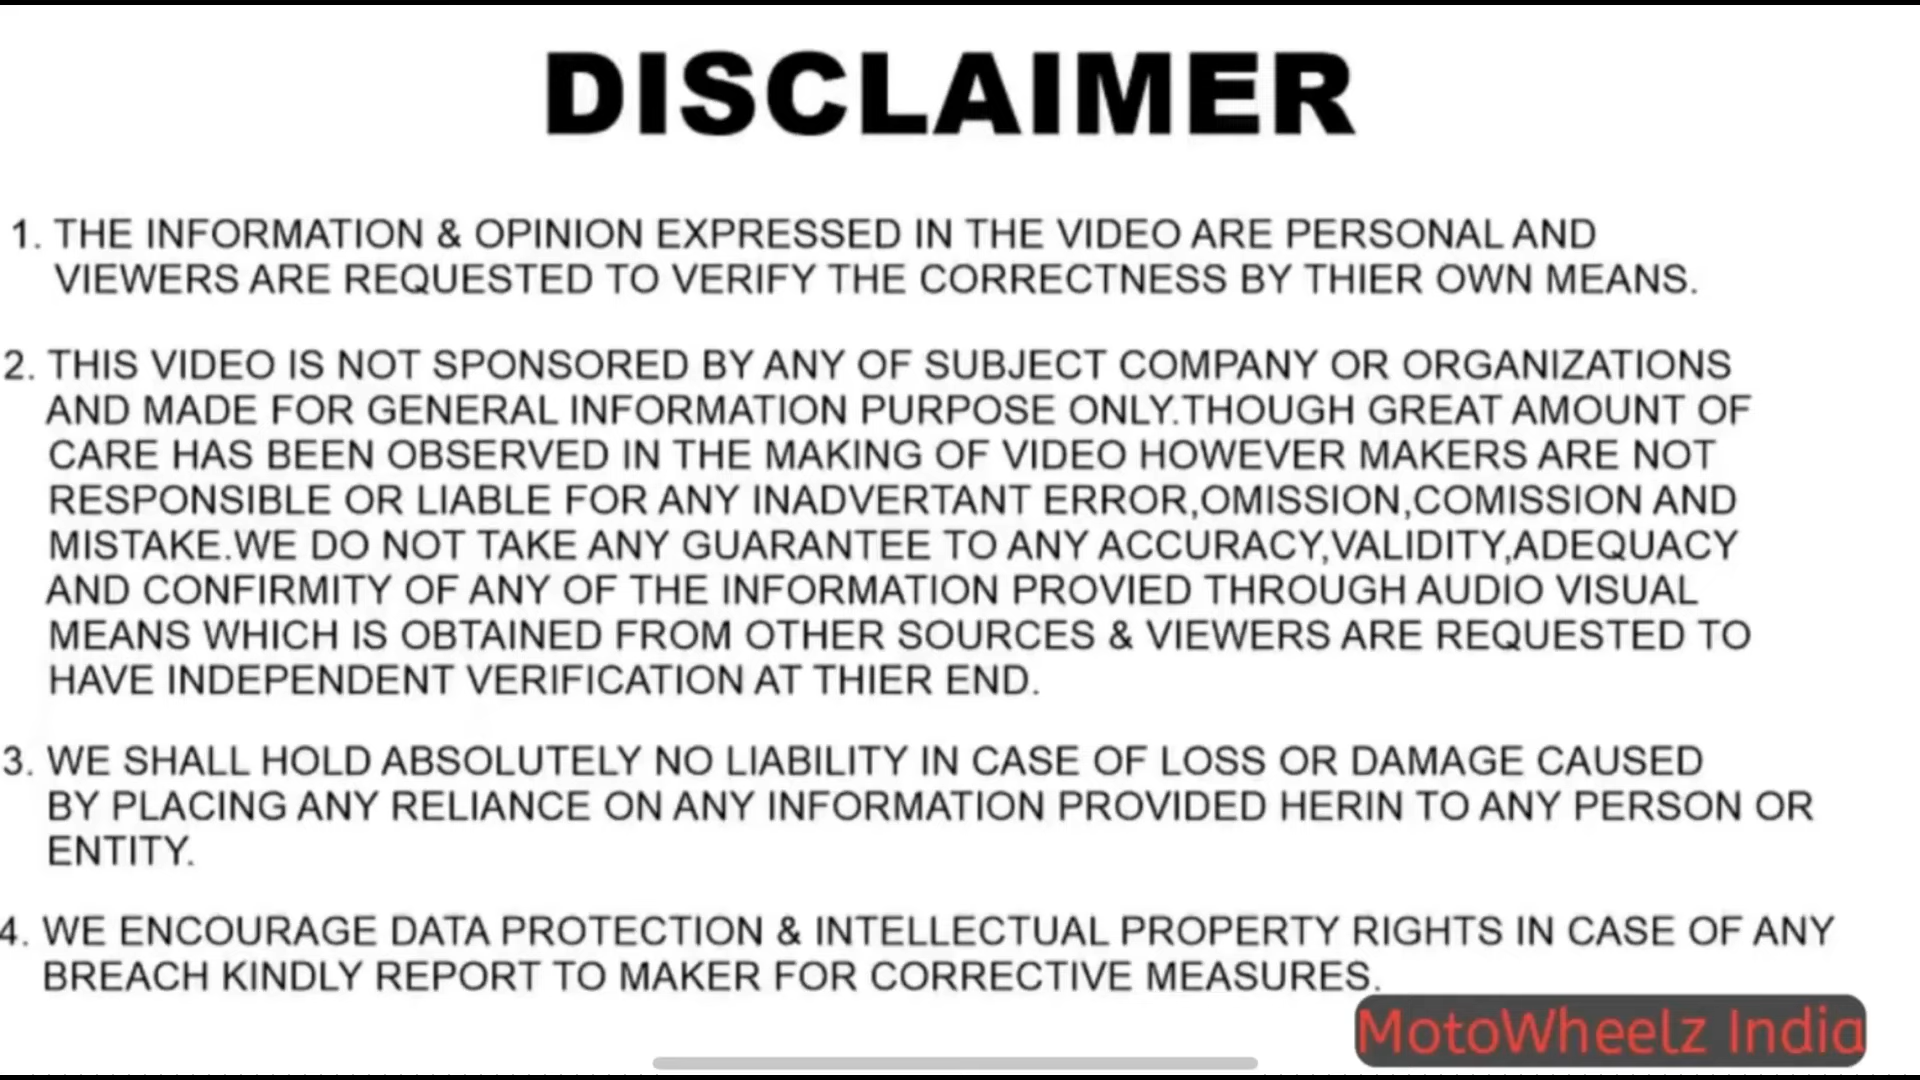 DISCLAIMER
1. THE INFORMATION & OPINION EXPRESSED IN THE VIDEO ARE PERSONAL AND
VIEWERS ARE REQUESTED TO VERIFY THE CORRECTNESS BY THIER OWN MEANS.
2. THIS VIDEO IS NOT SPONSORED BY ANY OF SUBJECT COMPANY OR ORGANIZATIONS
AND MADE FOR GENERAL INFORMATION PURPOSE ONLY.THOUGH GREAT AMOUNT OF
CARE HAS BEEN OBSERVED IN THE MAKING OF VIDEO HOWEVER MAKERS ARE NOT
RESPONSIBLE OR LIABLE FOR ANY INADVERTANT ERROR,OMISSION,COMISSION AND
MISTAKE.WE DO NOT TAKE ANY GUARANTEE TO ANY ACCURACY,VALIDITY,ADEQUACY
AND CONFIRMITY OF ANY OF THE INFORMATION PROVIED THROUGH AUDIO VISUAL
MEANS WHICH IS OBTAINED FROM OTHER SOURCES & VIEWERS ARE REQUESTED TO
HAVE INDEPENDENT VERIFICATION AT THIER END.
3. WE SHALL HOLD ABSOLUTELY NO LIABILITY IN CASE OF LOSS OR DAMAGE CAUSED
BY PLACING ANY RELIANCE ON ANY INFORMATION PROVIDED HERIN TO ANY PERSON OR
ENTITY.
4. WE ENCOURAGE DATA PROTECTION & INTELLECTUAL PROPERTY RIGHTS IN CASE OF ANY
BREACH KINDLY REPORT TO MAKER FOR CORRECTIVE MEASURES.
MotoWheelz India